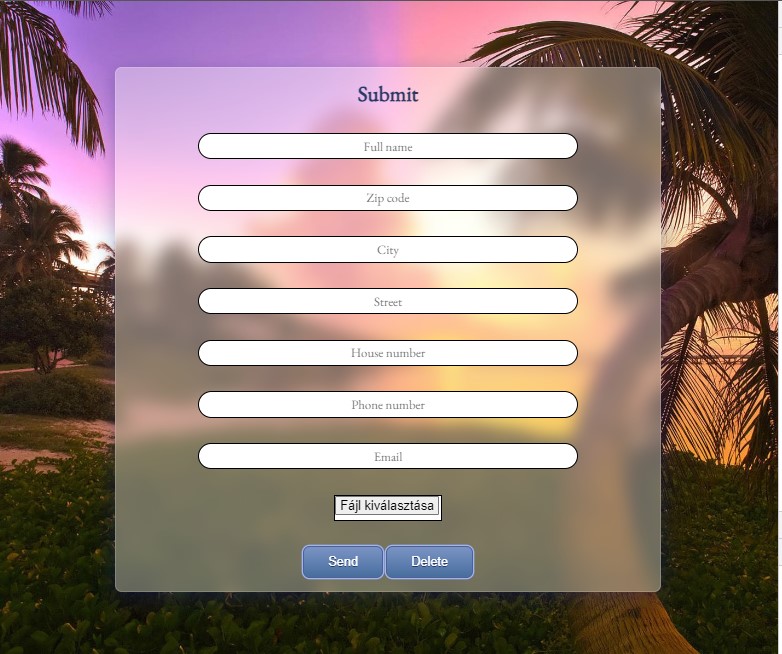 Submit
Full name
Zip code
City
Street
House number
Phone number
Email
Fájl kiválasztása
Send Delete